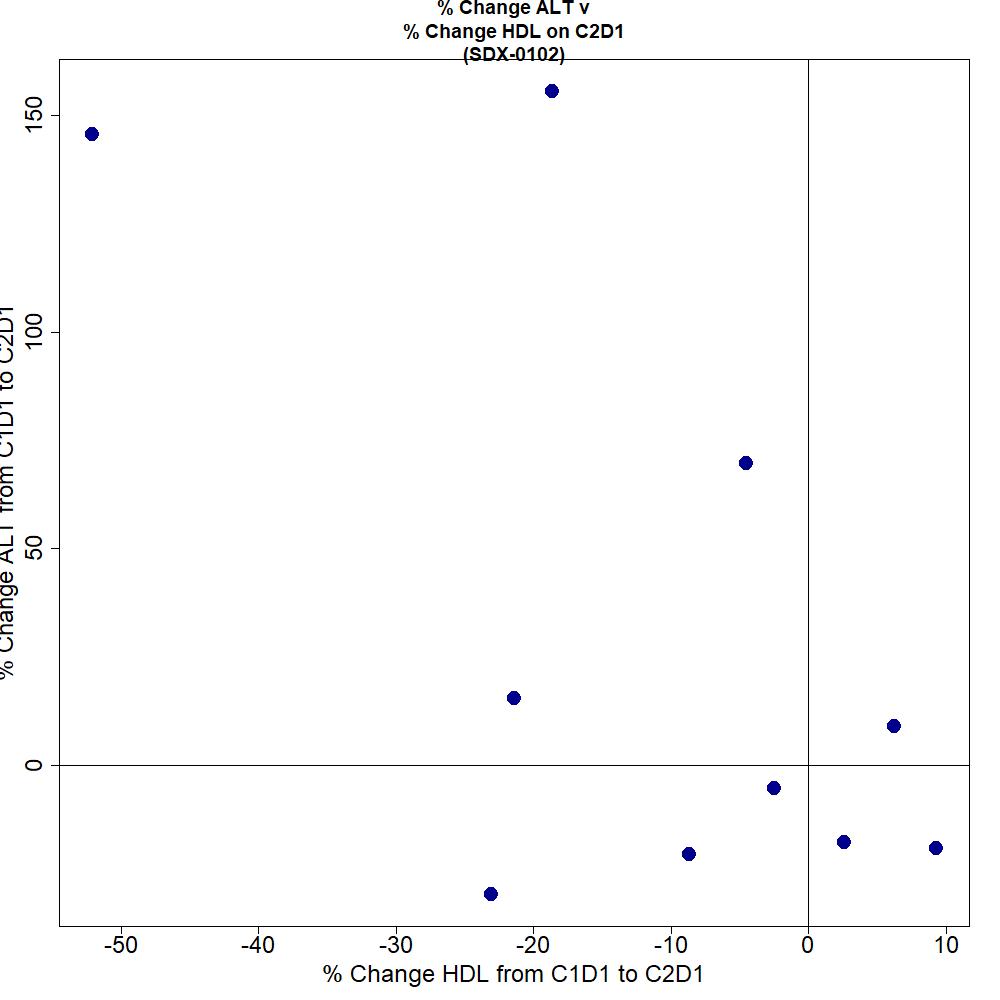 % Change ALT v
% Change HDL on C2D1
(SDX-0102)
% Change ALT from C1D1 to C2D1
150
100
50
0
-50 -40 -30 -20 -10 0 10
% Change HDL from C1D1 to C2D1